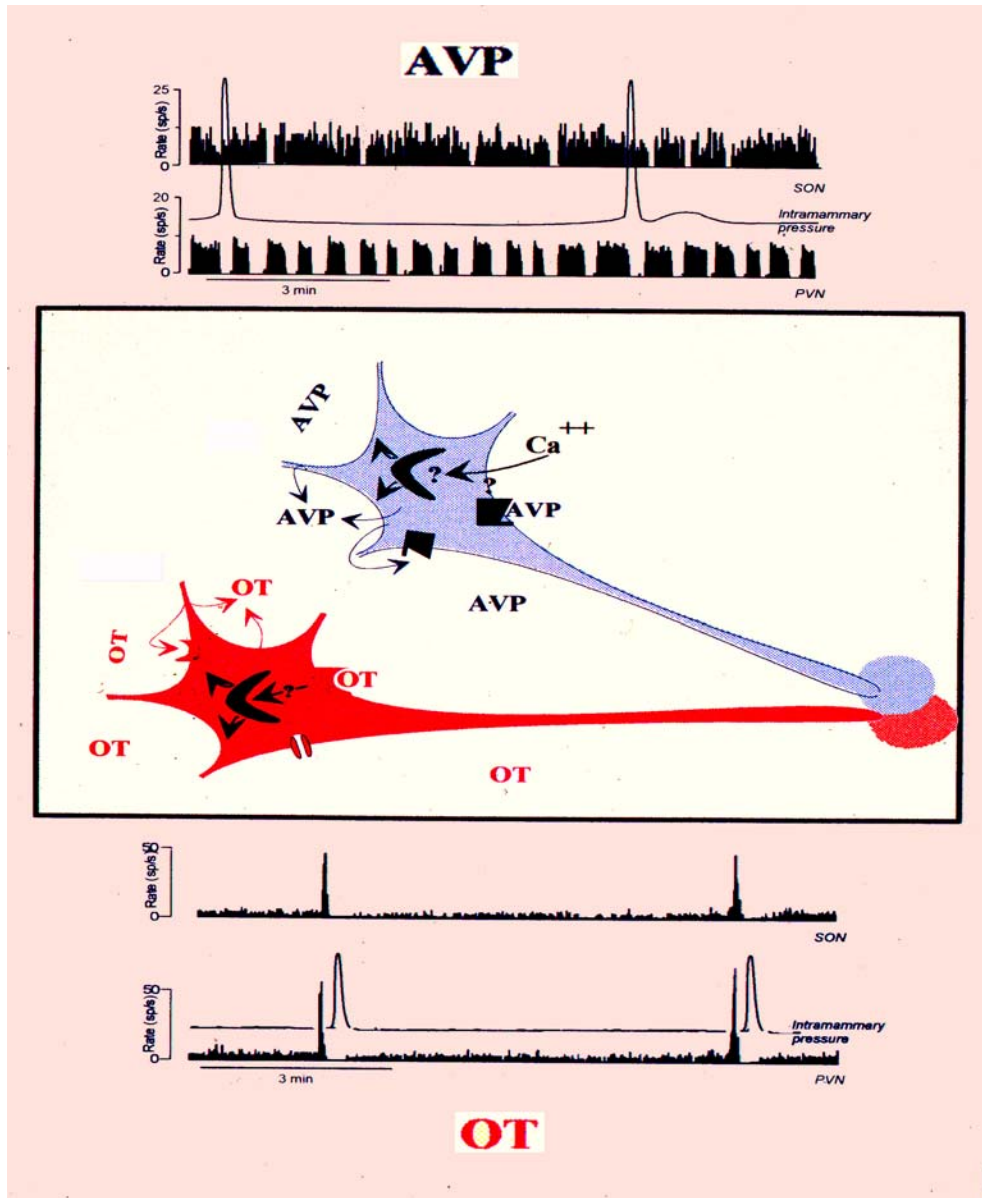 AVP
25
Rate (sp/s)
0
SON
20
Rate (sp/s)
0
Intramammary
pressure
3 min
PVN
AVP
Ca++
?
?
AVP
AVP
AVP
OT
OT
?
OT
OT
OT
50
Rate (sp/s)
0
SON
50
Rate (sp/s)
0
Intramammary
pressure
3 min
PVN
OT